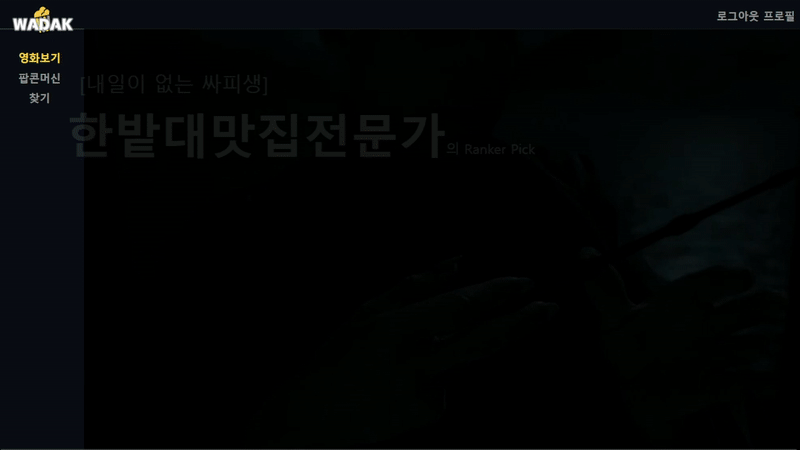 WADAK
로그아웃 프로필
영화보기
팝콘머신
찾기
[내일이 없는 싸피생]
한밭대맛집전문가의 Ranker Pick